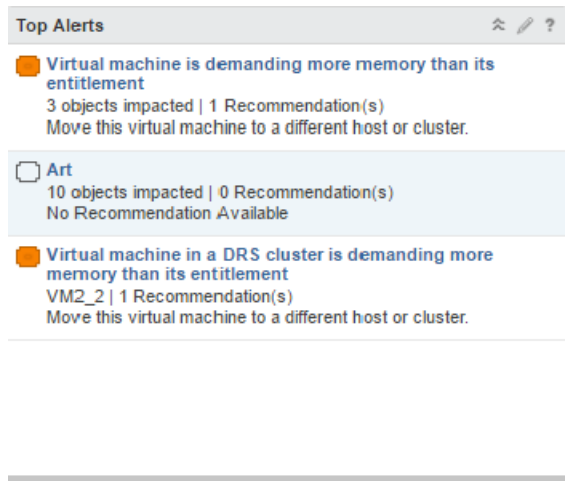 Top Alerts ?
Virtual machine is demanding more memory than its
entitlement
3 objects impacted | 1 Recommendation(s)
Move this virtual machine to a different host or cluster.
Art
10 objects impacted | 0 Recommendation(s)
No Recommendation Available
Virtual machine in a DRS cluster is demanding more
memory than its entitlement
VM2_2 | 1 Recommendation(s)
Move this virtual machine to a different host or cluster.